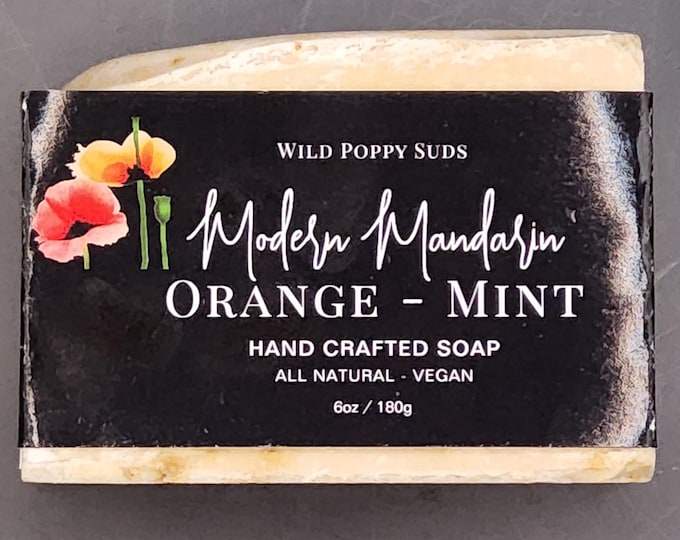 WILD POPPY SUDS
Modern Mandarin
ORANGE - MINT
HAND CRAFTED SOAP
ALL NATURAL - VEGAN
6oz / 180g